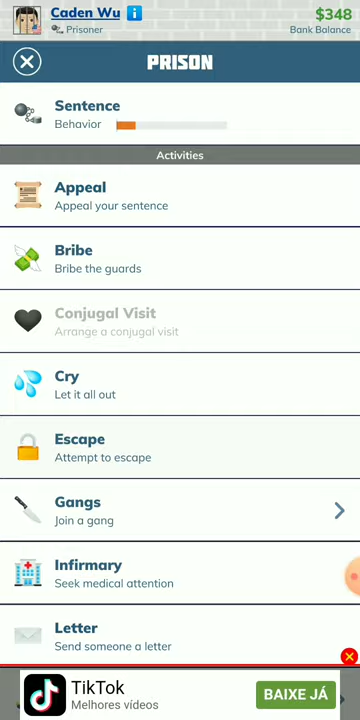 Caden Wu
$348
Prisoner
Bank Balance
PRISON
Sentence
Behavior
Activities
Appeal
Appeal your sentence
Bribe
Bribe the guards
Conjugal Visit
Arrange a conjugal visit
Cry
Let it all out
Escape
Attempt to escape
Gangs
Join a gang
Infirmary
Seek medical attention
Letter
Send someone a letter
TikTok
Melhores vídeos
BAIXE JÁ